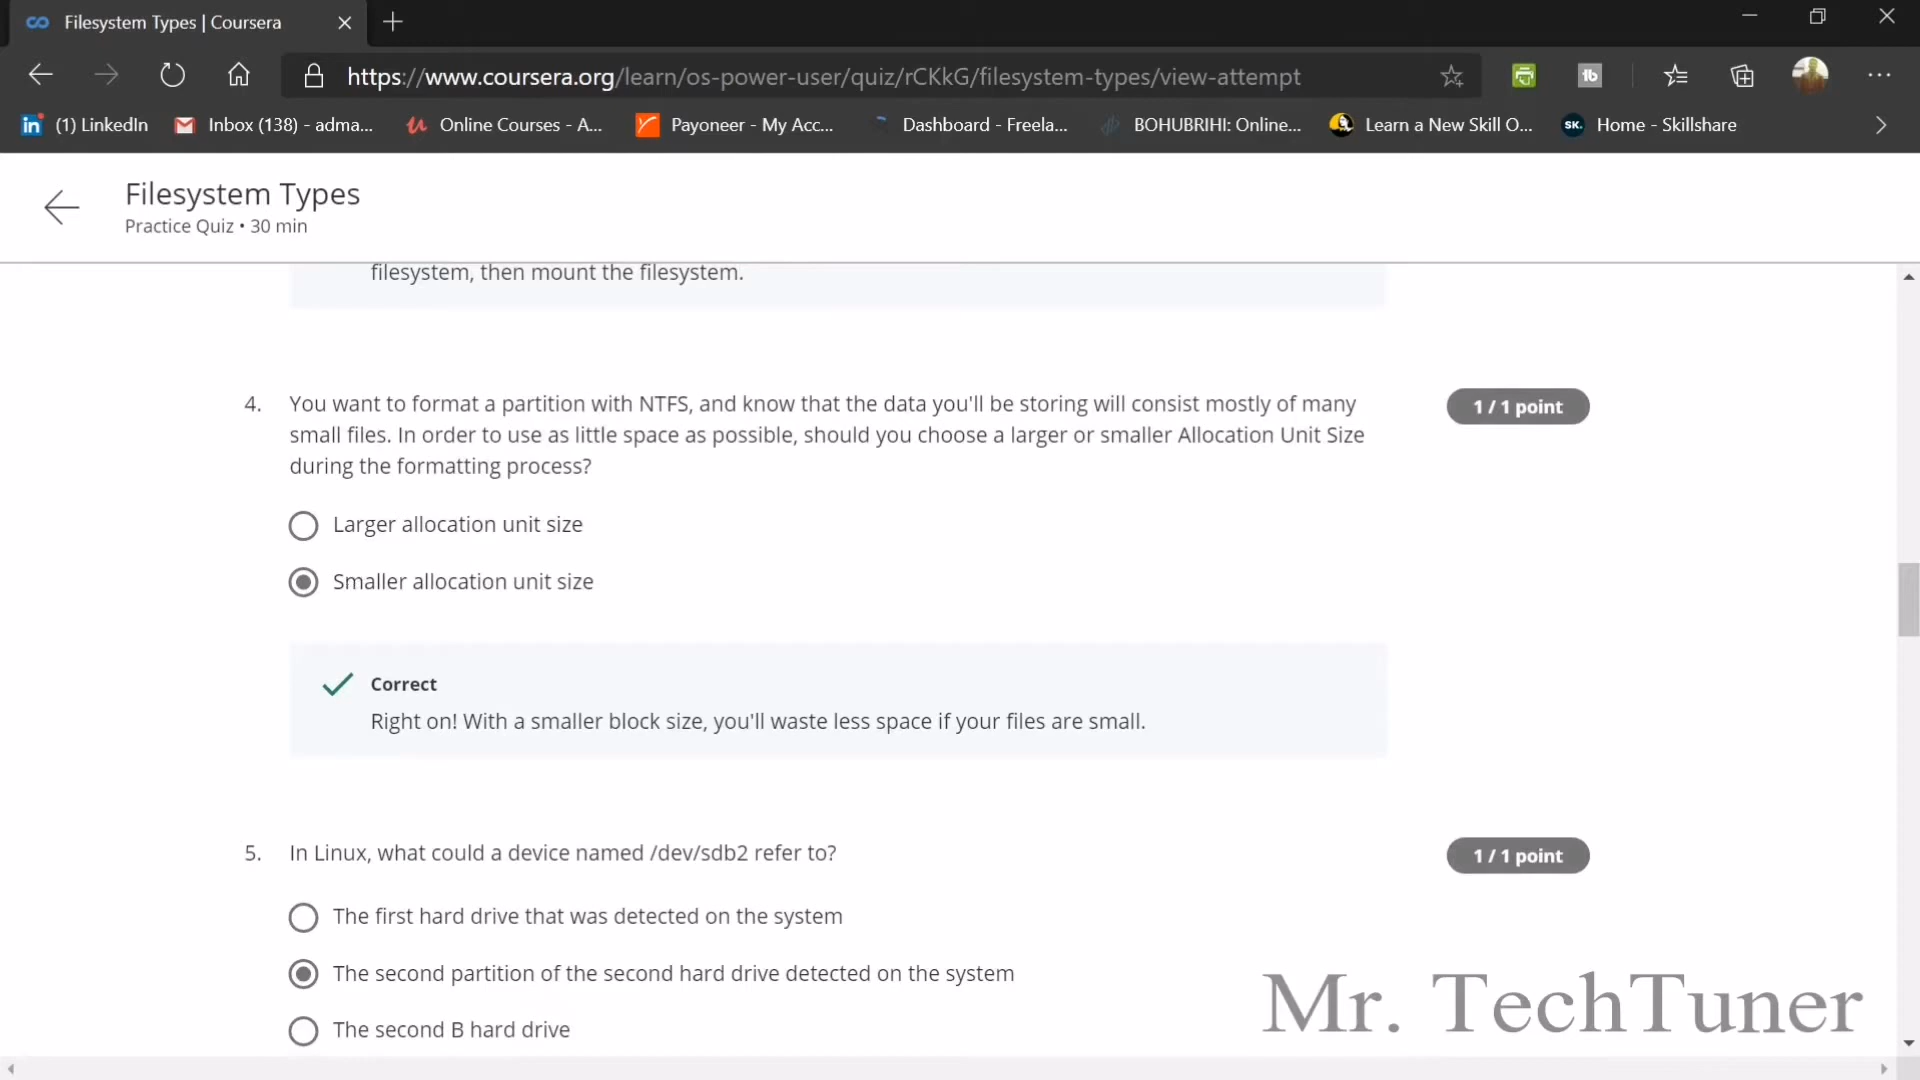 Filesystem Types | Coursera
https://www.coursera.org/learn/os-power-user/quiz/rCKkG/filesystem-types/view-attempt
(1) LinkedIn
Inbox (138) - adma...
Online Courses - A...
Payoneer - My Acc...
Dashboard - Freela...
BOHUBRIHI: Online...
Learn a New Skill O...
SK.
Home - Skillshare
Filesystem Types
Practice Quiz • 30 min
filesystem, then mount the filesystem.
4. You want to format a partition with NTFS, and know that the data you'll be storing will consist mostly of many
1 / 1 point
small files. In order to use as little space as possible, should you choose a larger or smaller Allocation Unit Size
during the formatting process?
Larger allocation unit size
Smaller allocation unit size
Correct
Right on! With a smaller block size, you'll waste less space if your files are small.
5. In Linux, what could a device named /dev/sdb2 refer to?
1 / 1 point
The first hard drive that was detected on the system
The second partition of the second hard drive detected on the system
The second B hard drive
Mr. TechTuner